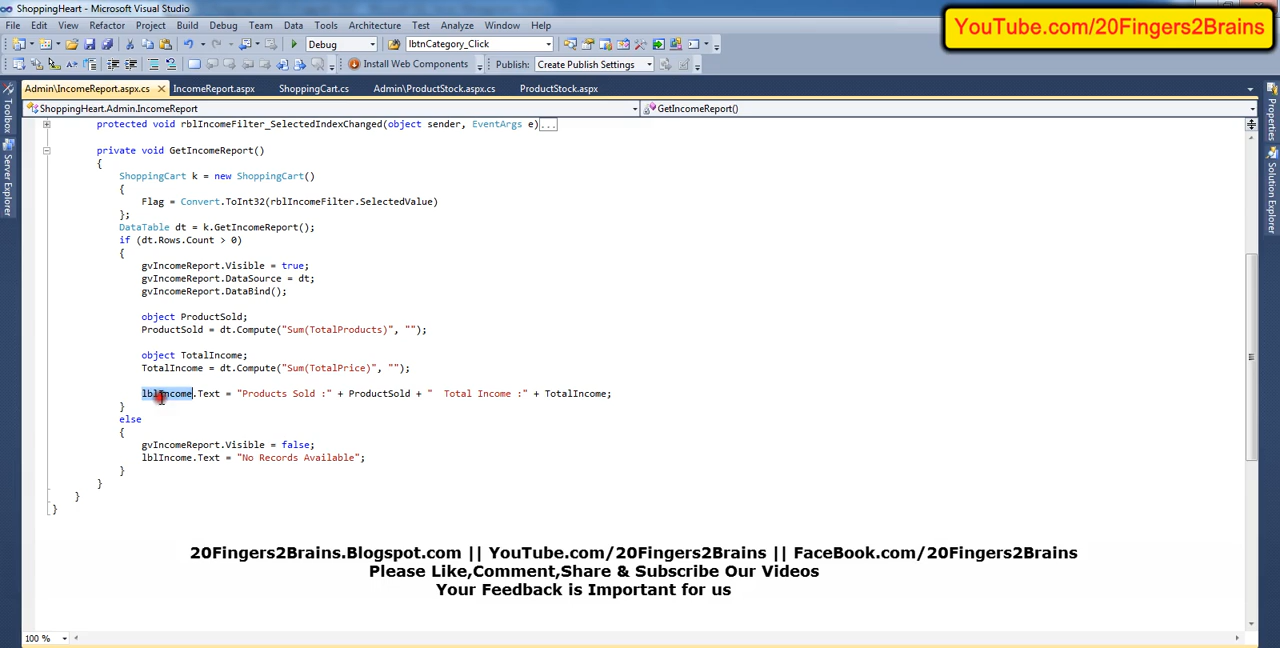 ShoppingHeart - Microsoft Visual Studio
YouTube.com/20Fingers2Brains
File Edit View Refactor Project Build Debug Team Data Tools Architecture Test Analyze Window Help
Debug lbtnCategory_Click
Install Web Components Publish: Create Publish Settings
Admin\IncomeReport.aspx.cs IncomeReport.aspx ShoppingCart.cs Admin\ProductStock.aspx.cs ProductStock.aspx
ShoppingHeart.Admin.IncomeReport GetIncomeReport()
Toolbox
Server Explorer
Properties
Solution Explorer
protected void rblIncomeFilter_SelectedIndexChanged(object sender, EventArgs e)...
private void GetIncomeReport()
{
ShoppingCart k = new ShoppingCart()
{
Flag = Convert.ToInt32(rblIncomeFilter.SelectedValue)
};
DataTable dt = k.GetIncomeReport();
if (dt.Rows.Count > 0)
{
gvIncomeReport.Visible = true;
gvIncomeReport.DataSource = dt;
gvIncomeReport.DataBind();
object ProductSold;
ProductSold = dt.Compute("Sum(TotalProducts)", "");
object TotalIncome;
TotalIncome = dt.Compute("Sum(TotalPrice)", "");
lblIncome.Text = "Products Sold :" + ProductSold + "  Total Income :" + TotalIncome;
}
else
{
gvIncomeReport.Visible = false;
lblIncome.Text = "No Records Available";
}
}
}
}
20Fingers2Brains.Blogspot.com || YouTube.com/20Fingers2Brains || FaceBook.com/20Fingers2Brains
Please Like,Comment,Share & Subscribe Our Videos
Your Feedback is Important for us
100 %